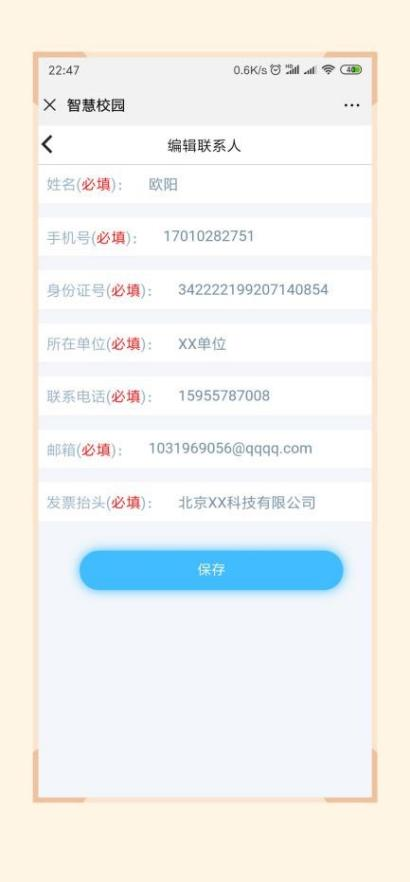 22:47 0.6K/s HD 40
智慧校园 ...
编辑联系人
姓名(必填): 欧阳
手机号(必填): 17010282751
身份证号(必填): 342222199207140854
所在单位(必填): XX单位
联系电话(必填): 15955787008
邮箱(必填): 1031969056@qqqq.com
发票抬头(必填): 北京XX科技有限公司
保存